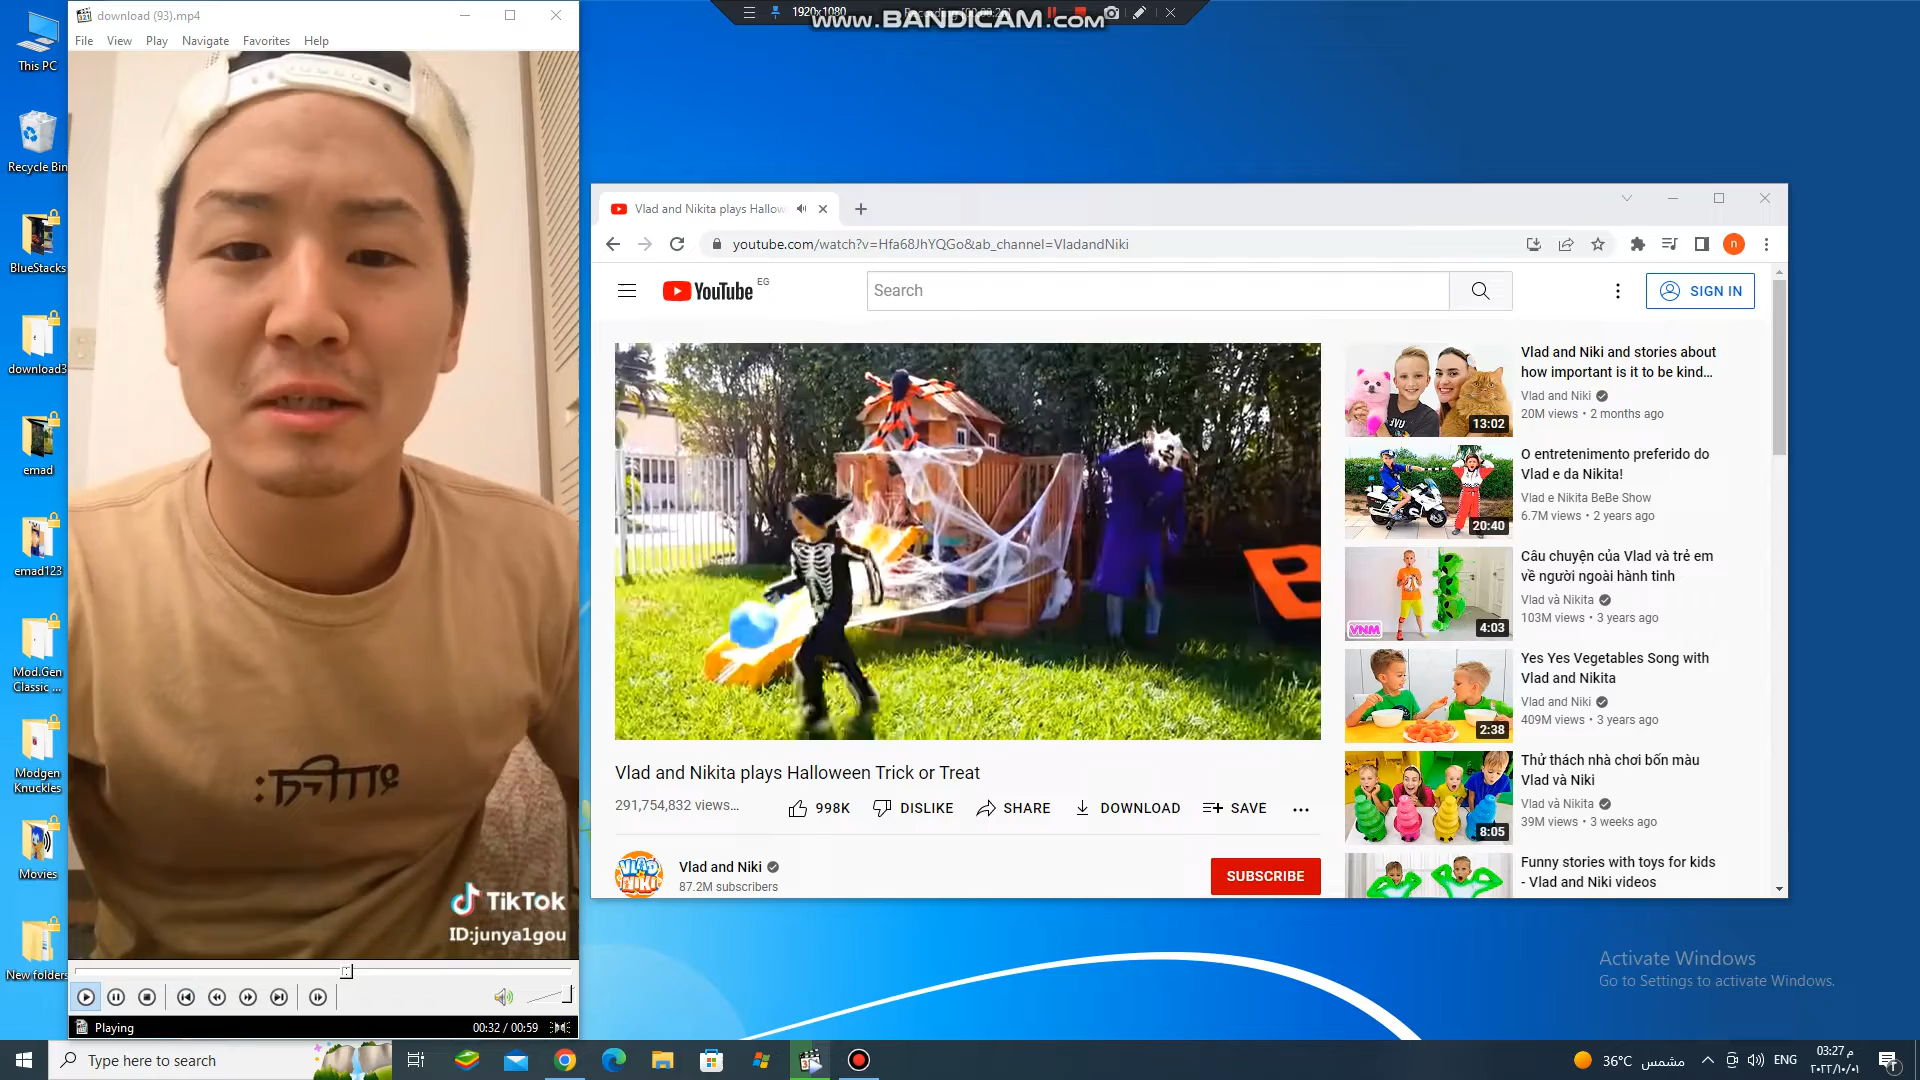 This PC
Recycle Bin
BlueStacks
download3
emad
emad123
Mod.Gen
Classic ...
Modgen
Knuckles
Movies
New folders
download (93).mp4
File View Play Navigate Favorites Help
TikTok
ID:junya1gou
Playing
00:32 / 00:59
1920x1080
www.BANDICAM.com
Vlad and Nikita plays Hallow
youtube.com/watch?v=Hfa68JhYQGo&ab_channel=VladandNiki
n
YouTube EG
Search
SIGN IN
Vlad and Nikita plays Halloween Trick or Treat
291,754,832 views...
998K
DISLIKE
SHARE
DOWNLOAD
SAVE
VLAD & NIKI
Vlad and Niki
87.2M subscribers
SUBSCRIBE
13:02
Vlad and Niki and stories about
how important is it to be kind...
Vlad and Niki
20M views • 2 months ago
20:40
O entretenimento preferido do
Vlad e da Nikita!
Vlad e Nikita BeBe Show
6.7M views • 2 years ago
VNM
4:03
Câu chuyện của Vlad và trẻ em
về người ngoài hành tinh
Vlad và Nikita
103M views • 3 years ago
2:38
Yes Yes Vegetables Song with
Vlad and Nikita
Vlad and Niki
409M views • 3 years ago
8:05
Thử thách nhà chơi bốn màu
Vlad và Niki
Vlad và Nikita
39M views • 3 weeks ago
Funny stories with toys for kids
- Vlad and Niki videos
Activate Windows
Go to Settings to activate Windows.
Type here to search
36°C مشمس
ENG
03:27 م
٢٠٢٢/١٠/٠١